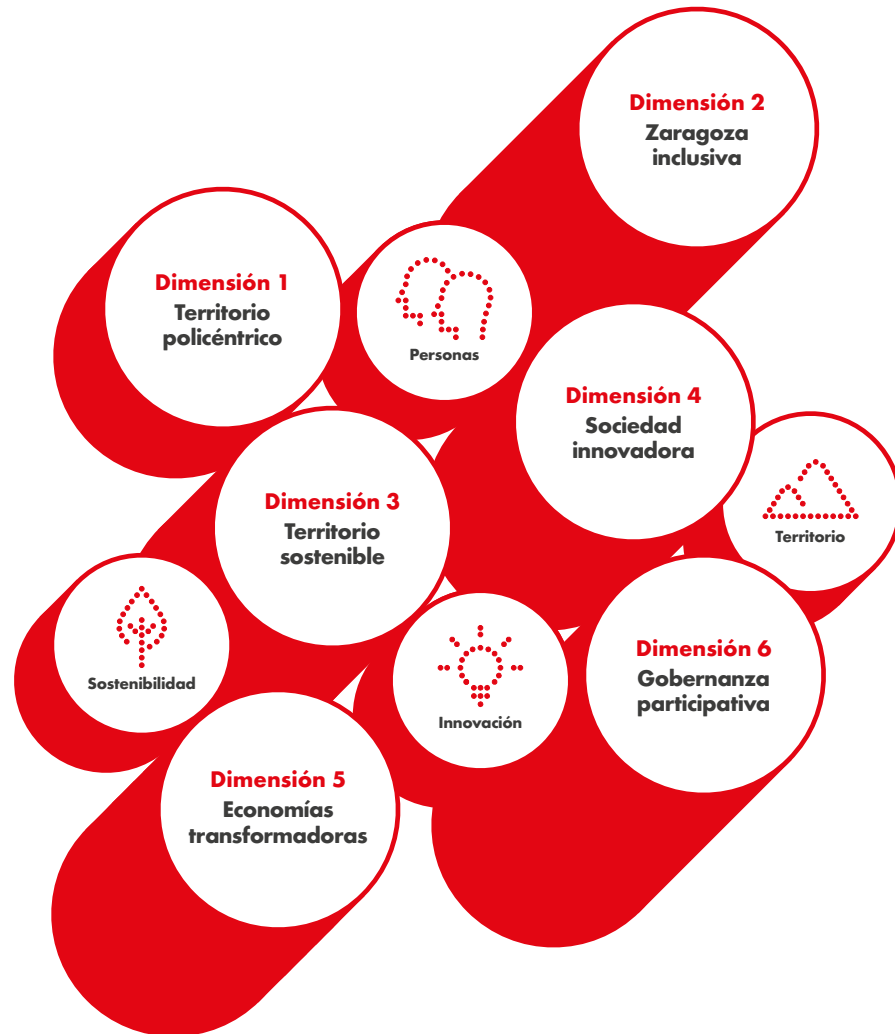 Dimensión 2
Zaragoza
inclusiva
Dimensión 1
Territorio
policéntrico
Personas
Dimensión 4
Sociedad
innovadora
Dimensión 3
Territorio
sostenible
Territorio
Sostenibilidad
Innovación
Dimensión 6
Gobernanza
participativa
Dimensión 5
Economías
transformadoras